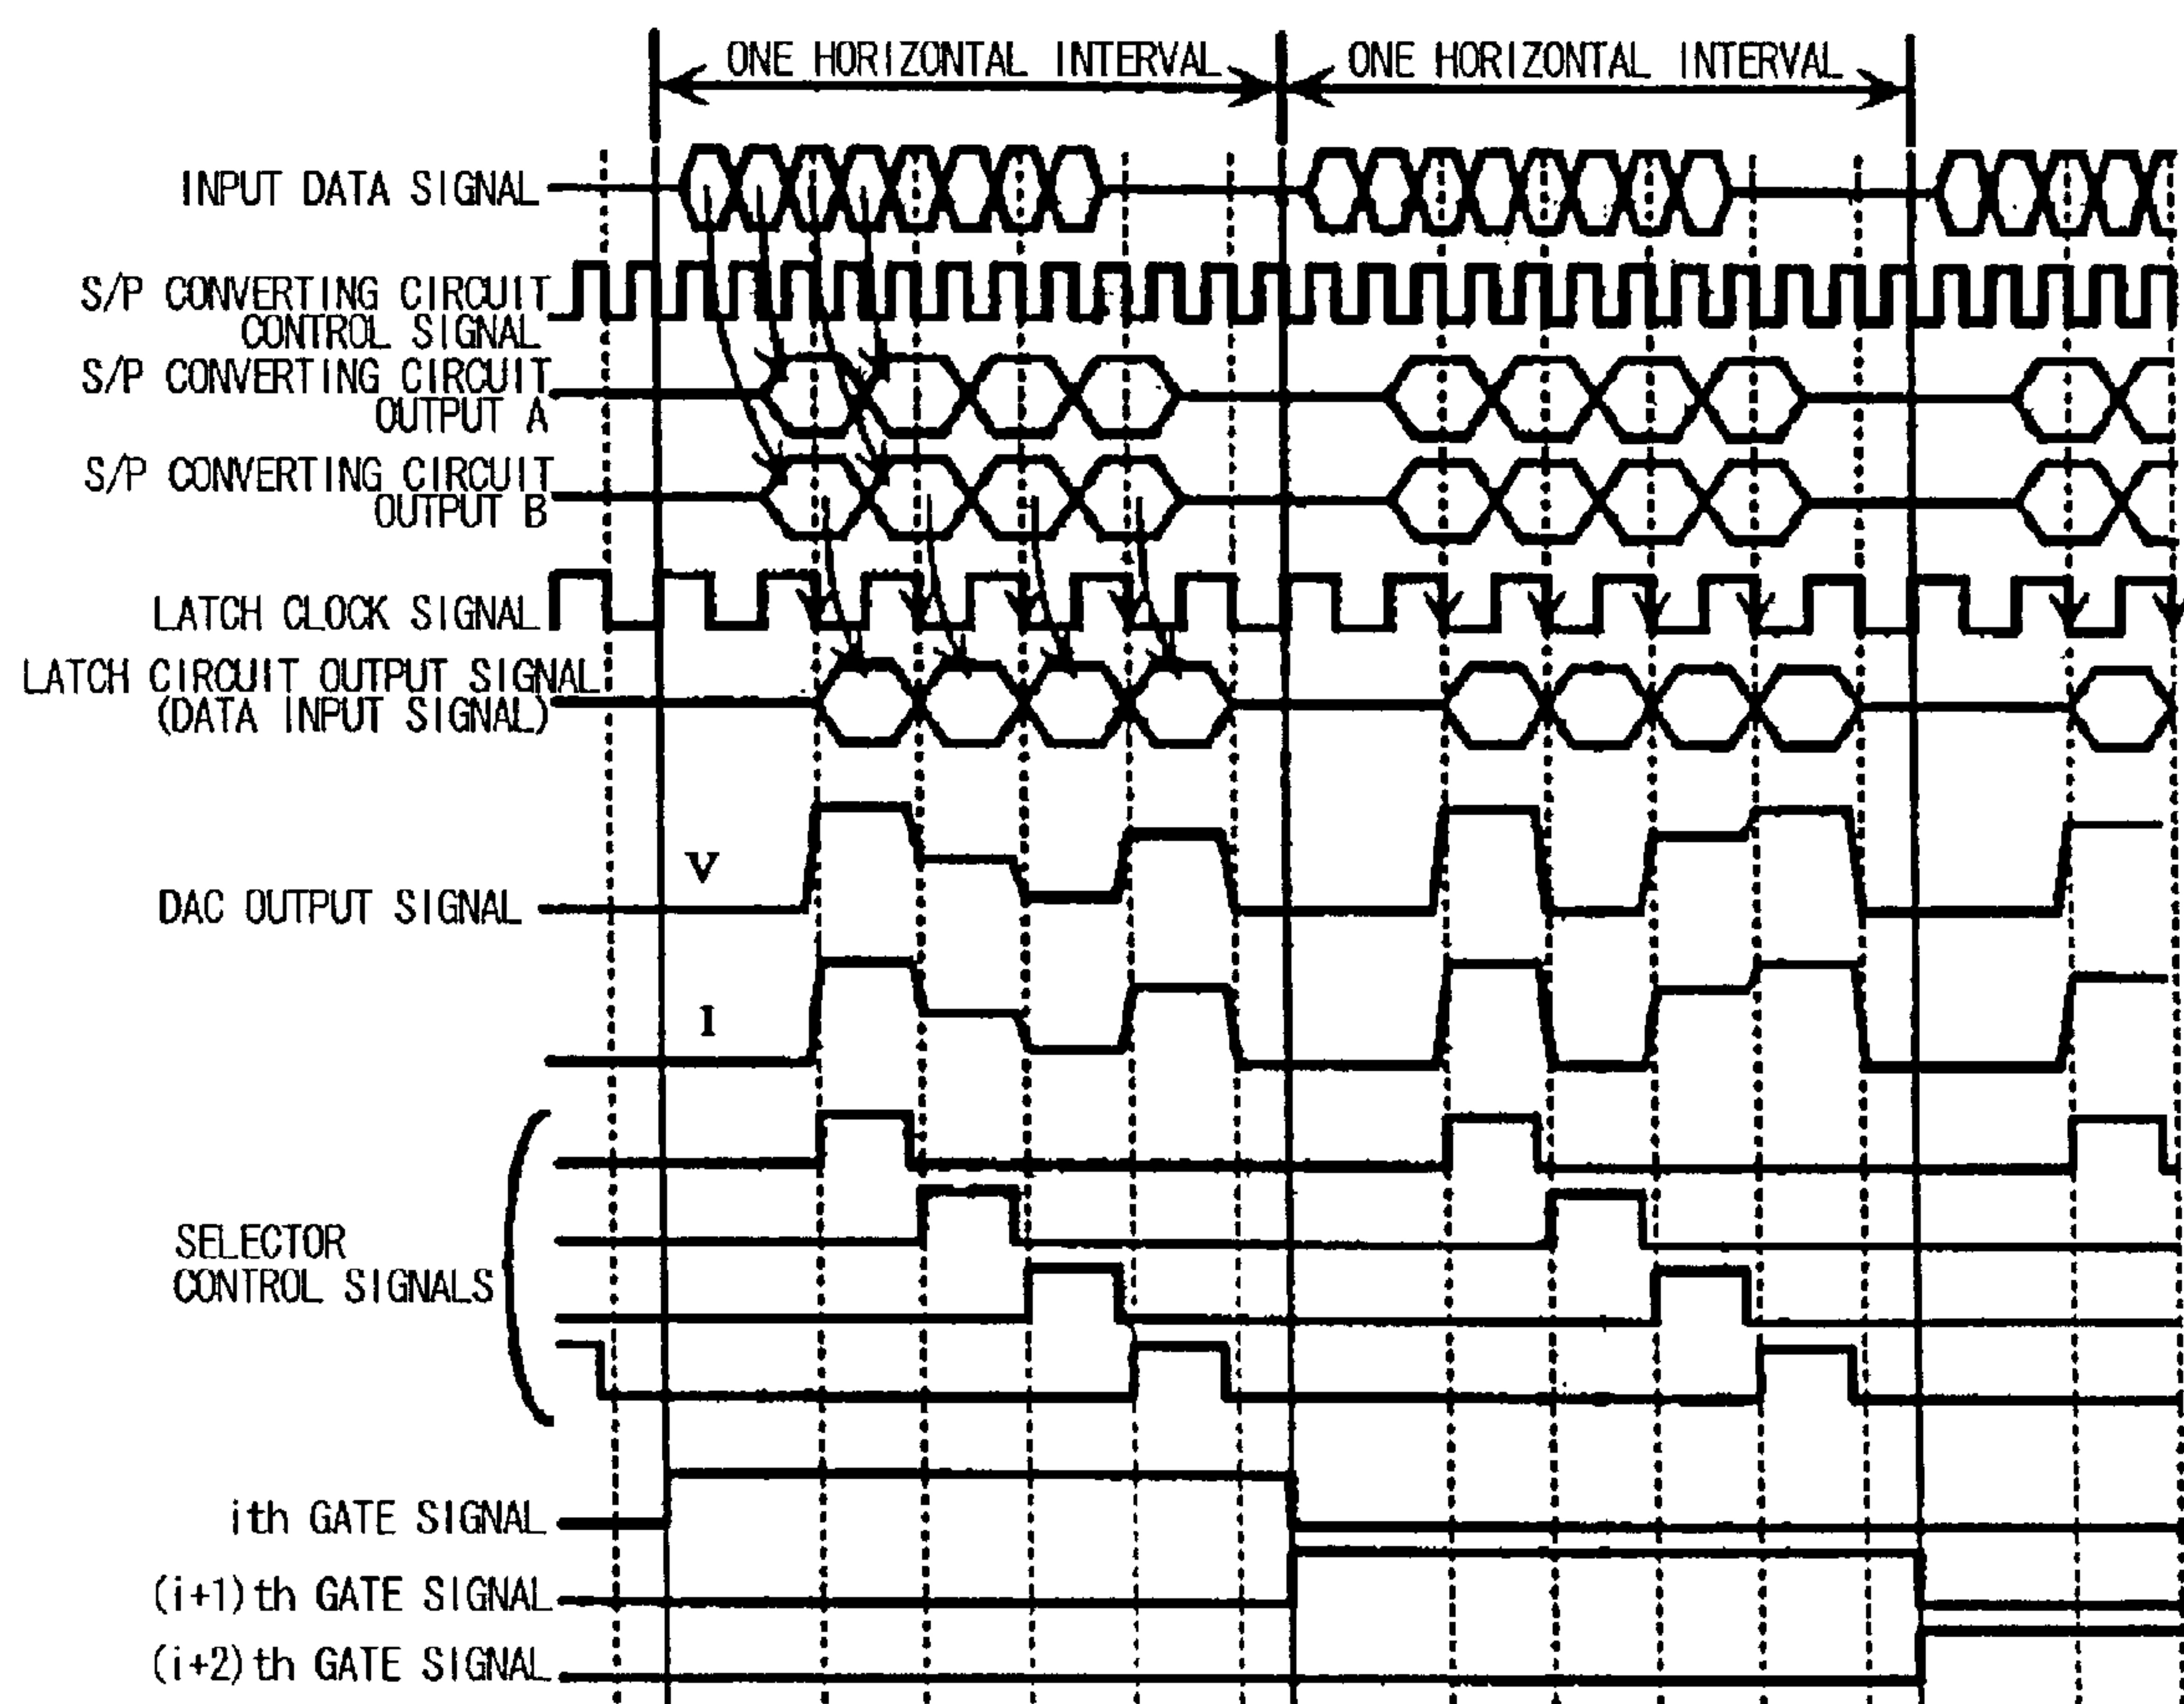 ONE HORIZONTAL INTERVAL
ONE HORIZONTAL INTERVAL
INPUT DATA SIGNAL
S/P CONVERTING CIRCUIT
CONTROL SIGNAL
S/P CONVERTING CIRCUIT
OUTPUT A
S/P CONVERTING CIRCUIT
OUTPUT B
LATCH CLOCK SIGNAL
LATCH CIRCUIT OUTPUT SIGNAL
(DATA INPUT SIGNAL)
V
DAC OUTPUT SIGNAL
I
SELECTOR
CONTROL SIGNALS
ith GATE SIGNAL
(i+1)th GATE SIGNAL
(i+2)th GATE SIGNAL